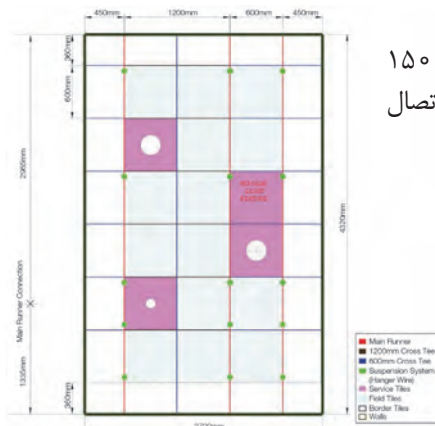 450mm 1200mm 600mm 450mm
360mm
600mm
2985mm
4320mm
Main Runner Connection
1335mm
360mm
۱۵۰
تصال
Main Runner
1200mm Cross Tee
600mm Cross Tee
Suspension System
(Hanger Wire)
Service Tiles
Field Tiles
Border Tiles
Walls